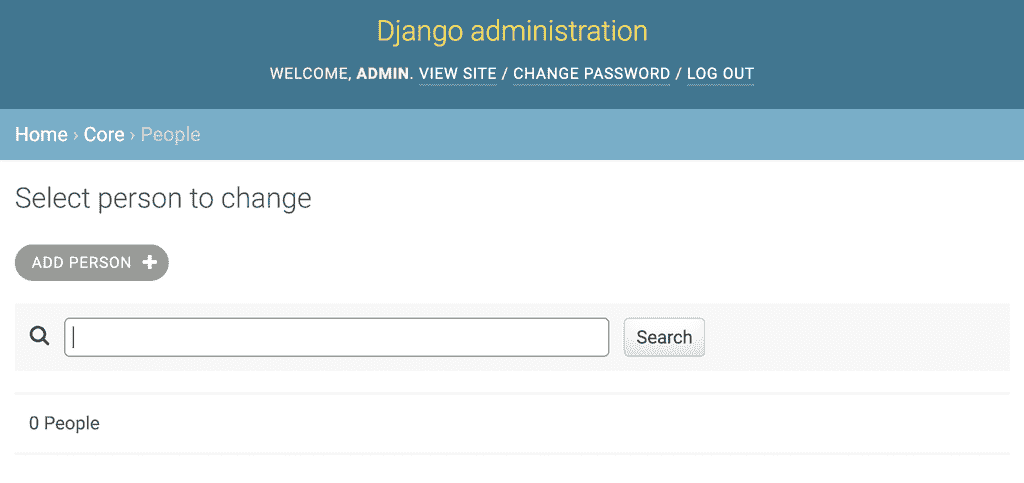 Django administration
WELCOME, ADMIN. VIEW SITE / CHANGE PASSWORD / LOG OUT
Home › Core › People
Select person to change
ADD PERSON +
Search
0 People